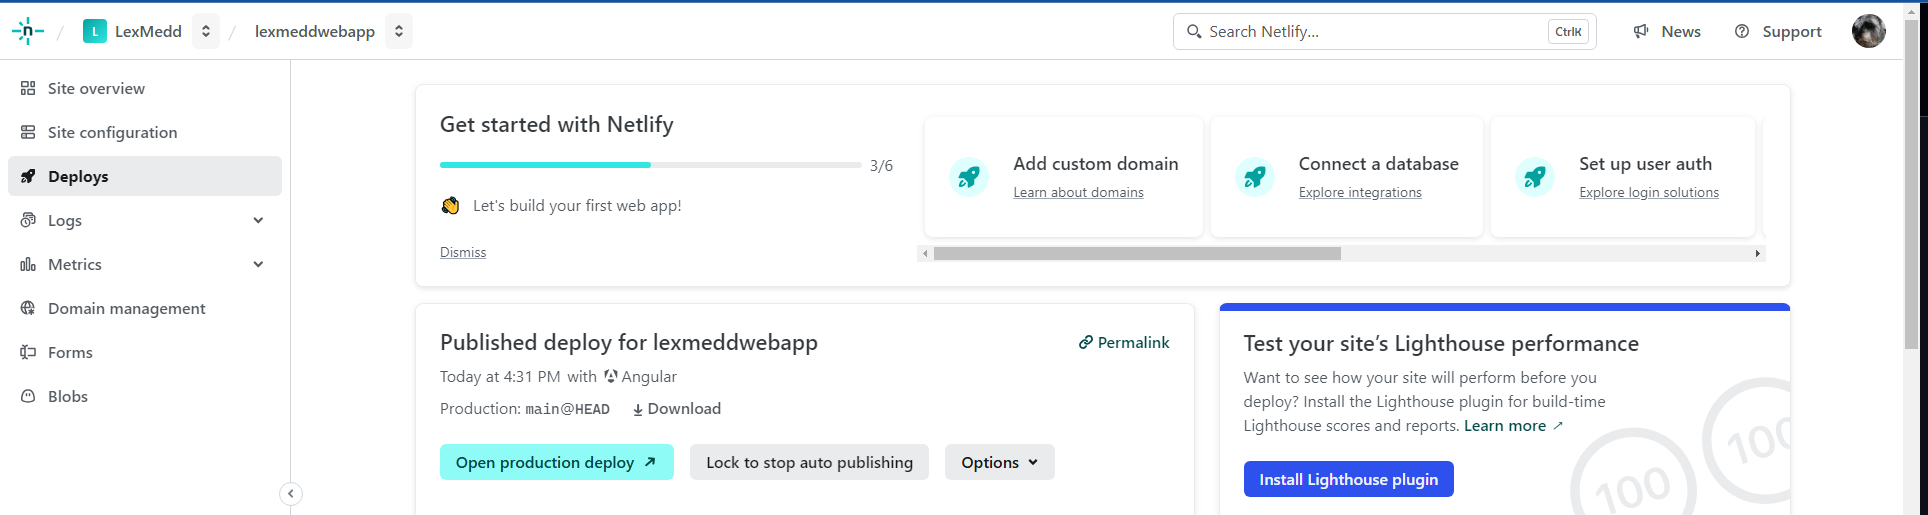 n / L LexMedd / lexmeddwebapp
Search Netlify... Ctrl K
News
Support
Site overview
Site configuration
Deploys
Logs
Metrics
Domain management
Forms
Blobs
Get started with Netlify
3/6
Let's build your first web app!
Dismiss
Add custom domain
Learn about domains
Connect a database
Explore integrations
Set up user auth
Explore login solutions
Published deploy for lexmeddwebapp
Permalink
Today at 4:31 PM with Angular
Production: main@HEAD Download
Open production deploy
Lock to stop auto publishing
Options
Test your site’s Lighthouse performance
Want to see how your site will perform before you
deploy? Install the Lighthouse plugin for build-time
Lighthouse scores and reports. Learn more
Install Lighthouse plugin
100
100